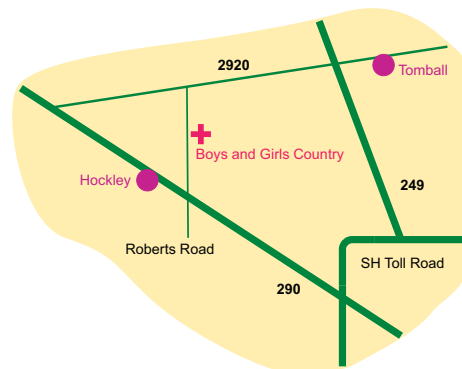 2920
Tomball
Boys and Girls Country
Hockley
249
Roberts Road
SH Toll Road
290